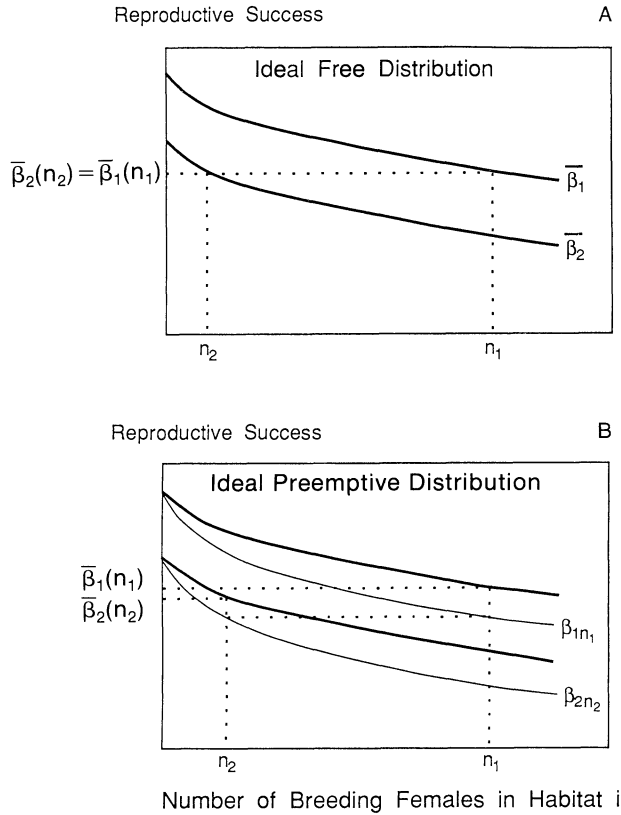 Reproductive Success A
Ideal Free Distribution
β̅₂(n₂) = β̅₁(n₁)
β̅₁
β̅₂
n₂ n₁
Reproductive Success B
Ideal Preemptive Distribution
β̅₁(n₁)
β̅₂(n₂)
β₁n₁
β₂n₂
n₂ n₁
Number of Breeding Females in Habitat i